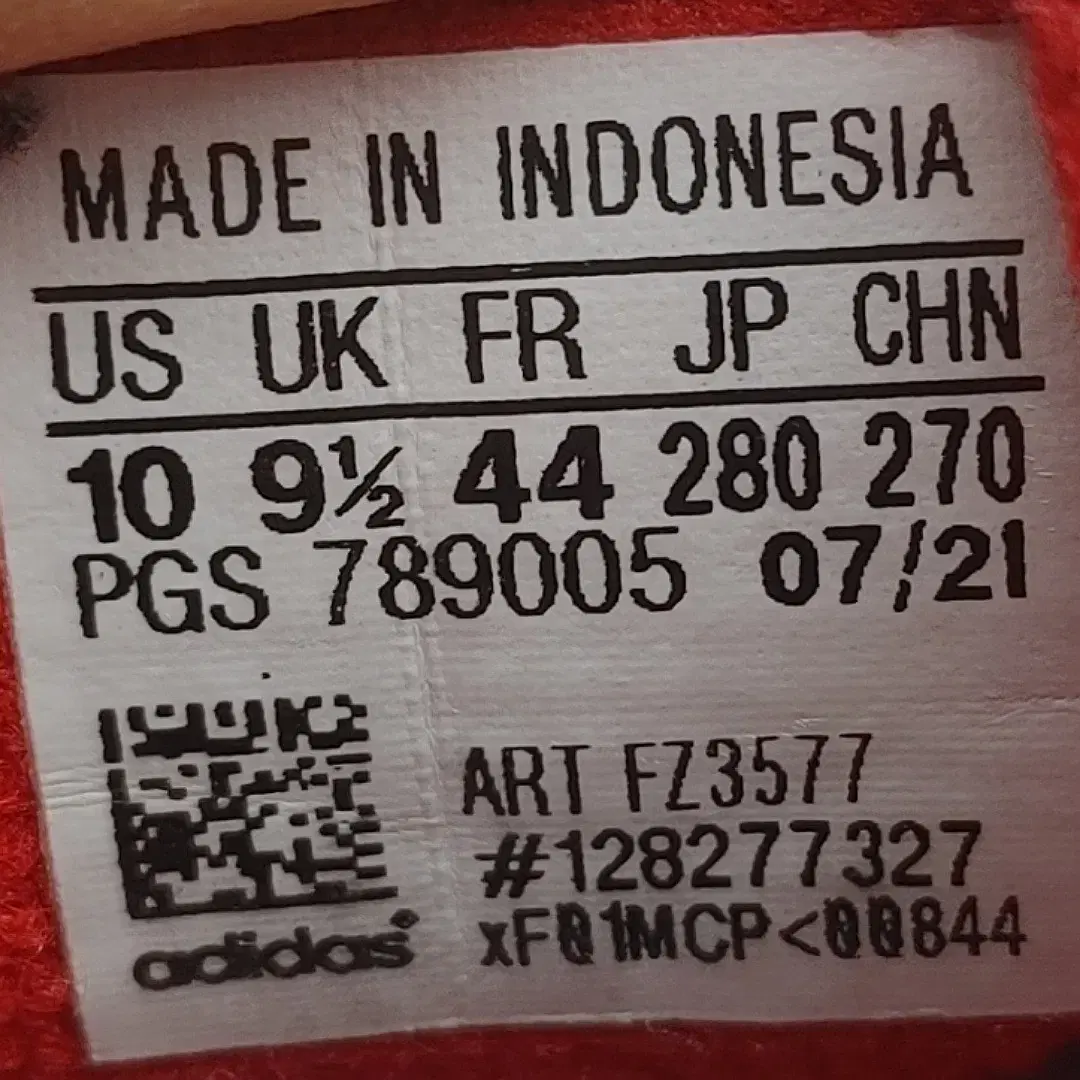 MADE IN INDONESIA
US UK FR JP CHN
10 9½ 44 280 270
PGS 789005 07/21
ART FZ3577
#128277327
xF01MCP<00844
adidas